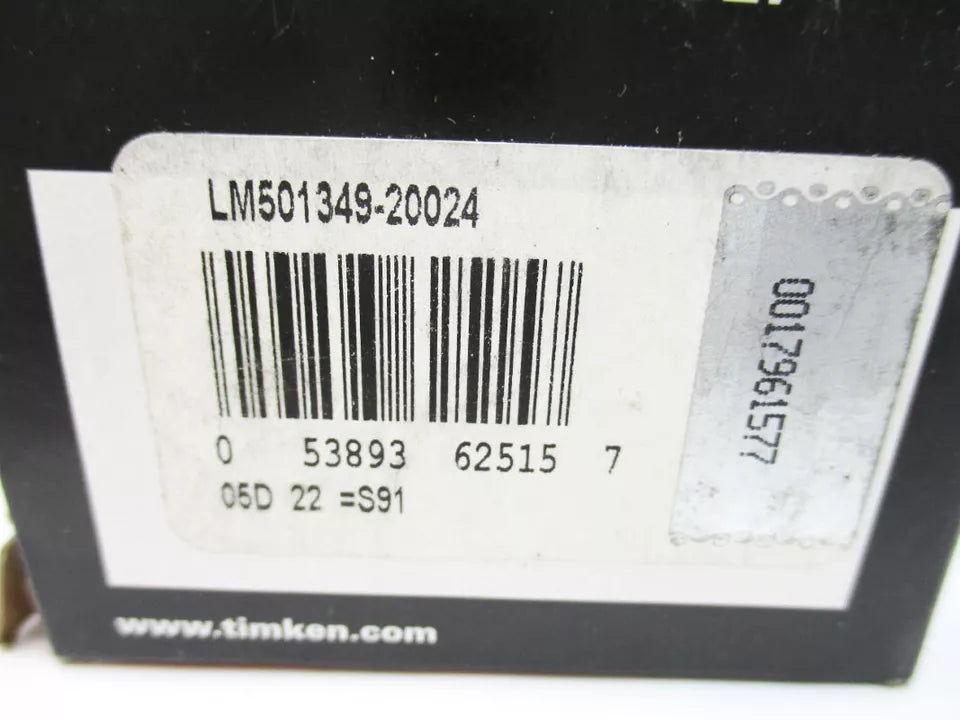 LM501349-20024
0 53893 62515 7
05D 22 =S91
0017961577
www.timken.com